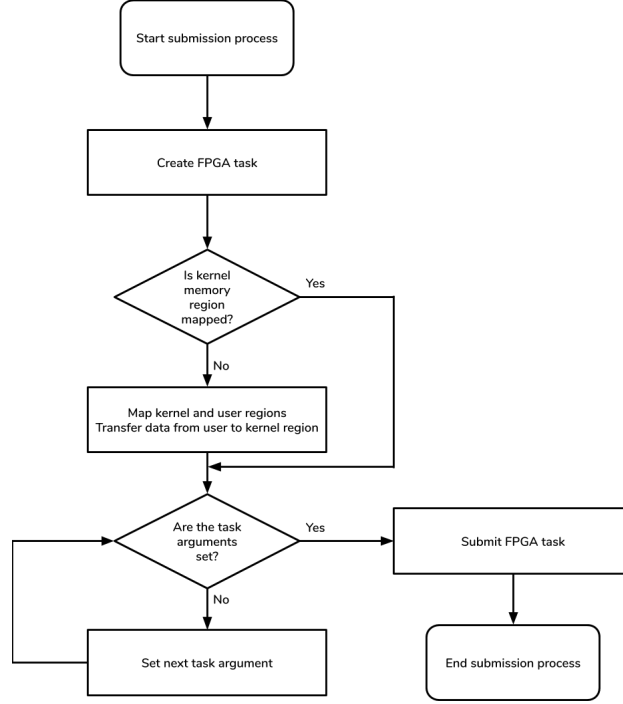 Start submission process
Create FPGA task
Is kernel
memory
region
mapped?
Yes
No
Map kernel and user regions
Transfer data from user to kernel region
Are the task
arguments
set?
Yes
Submit FPGA task
No
Set next task argument
End submission process